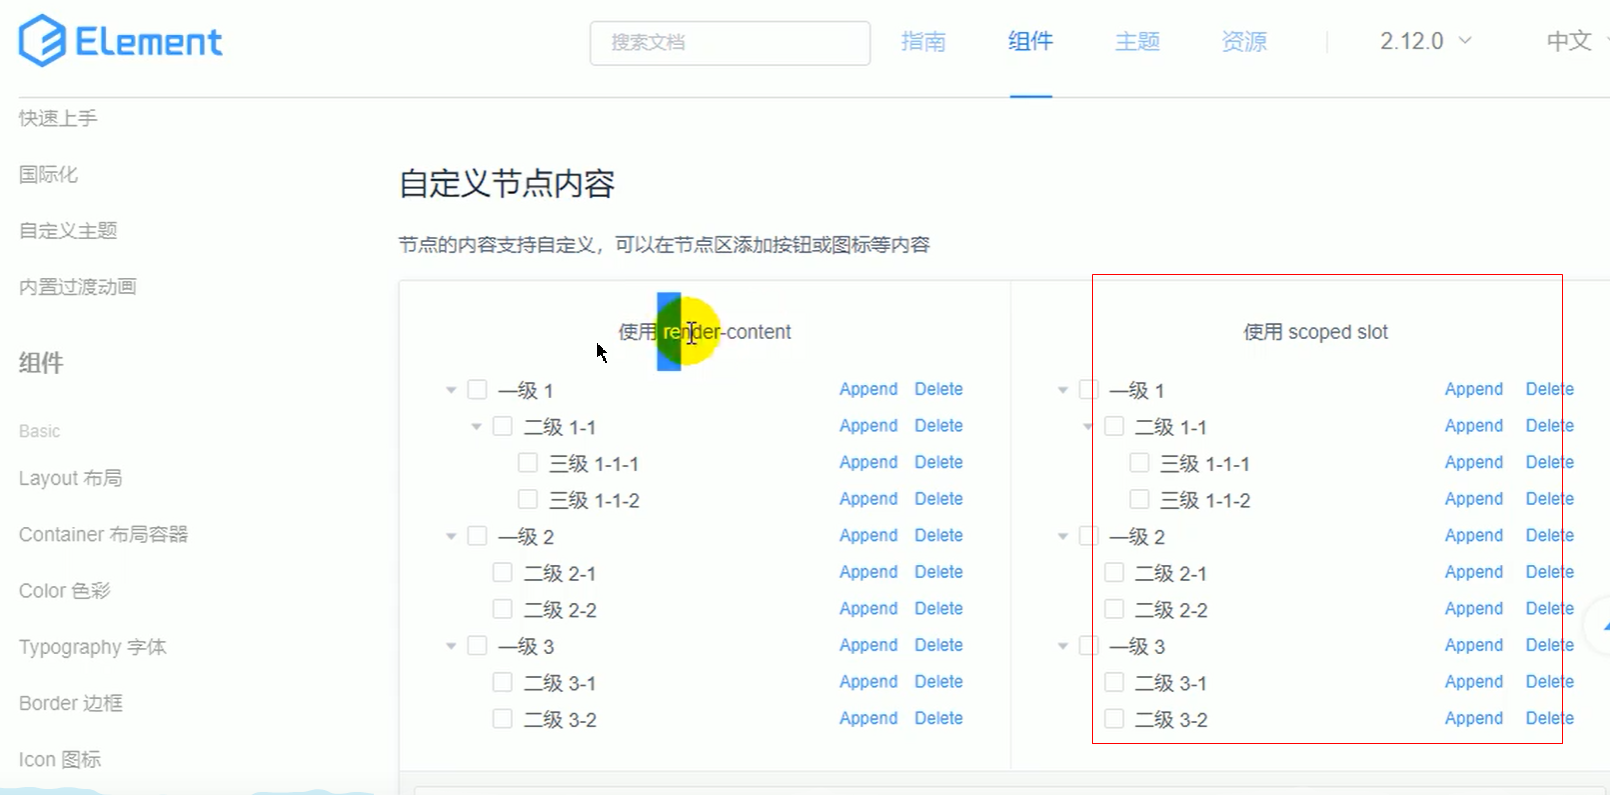 Element
搜索文档
指南
组件
主题
资源
2.12.0
中文
快速上手
国际化
自定义主题
内置过渡动画
组件
Basic
Layout 布局
Container 布局容器
Color 色彩
Typography 字体
Border 边框
Icon 图标
自定义节点内容
节点的内容支持自定义，可以在节点区添加按钮或图标等内容
使用 render-content
一级 1 Append Delete
二级 1-1 Append Delete
三级 1-1-1 Append Delete
三级 1-1-2 Append Delete
一级 2 Append Delete
二级 2-1 Append Delete
二级 2-2 Append Delete
一级 3 Append Delete
二级 3-1 Append Delete
二级 3-2 Append Delete
使用 scoped slot
一级 1 Append Delete
二级 1-1 Append Delete
三级 1-1-1 Append Delete
三级 1-1-2 Append Delete
一级 2 Append Delete
二级 2-1 Append Delete
二级 2-2 Append Delete
一级 3 Append Delete
二级 3-1 Append Delete
二级 3-2 Append Delete